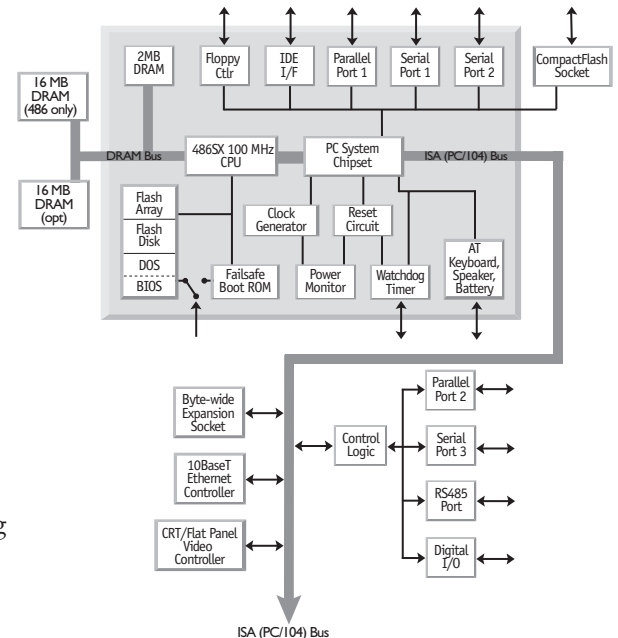 2MB
DRAM
Floppy
Ctlr
IDE
I/F
Parallel
Port 1
Serial
Port 1
Serial
Port 2
CompactFlash
Socket
16 MB
DRAM
(486 only)
DRAM Bus
486SX 100 MHz
CPU
PC System
Chipset
ISA (PC/104) Bus
16 MB
DRAM
(opt)
Flash
Array
Flash
Disk
DOS
BIOS
Clock
Generator
Reset
Circuit
Failsafe
Boot ROM
Power
Monitor
Watchdog
Timer
AT
Keyboard,
Speaker,
Battery
Byte-wide
Expansion
Socket
10BaseT
Ethernet
Controller
CRT/Flat Panel
Video
Controller
Control
Logic
Parallel
Port 2
Serial
Port 3
RS485
Port
Digital
I/O
ISA (PC/104) Bus